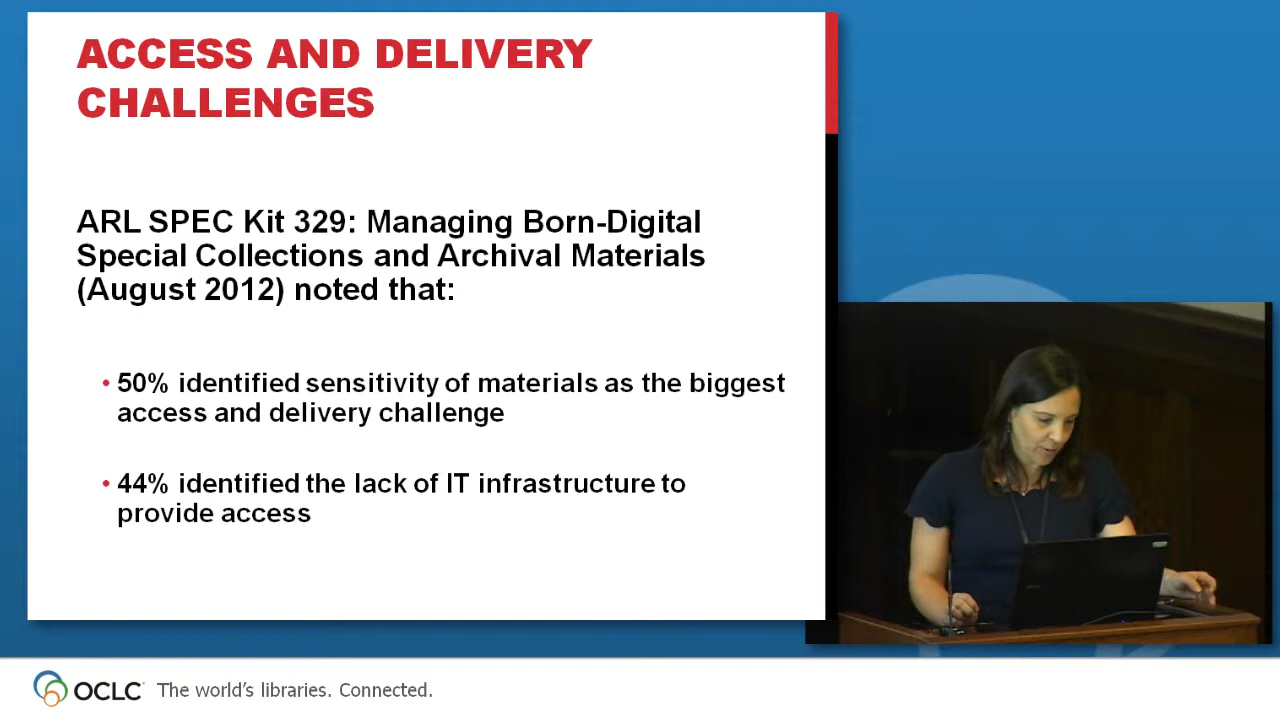 ACCESS AND DELIVERY
CHALLENGES
ARL SPEC Kit 329: Managing Born-Digital
Special Collections and Archival Materials
(August 2012) noted that:
• 50% identified sensitivity of materials as the biggest
access and delivery challenge
• 44% identified the lack of IT infrastructure to
provide access
OCLC The world's libraries. Connected.